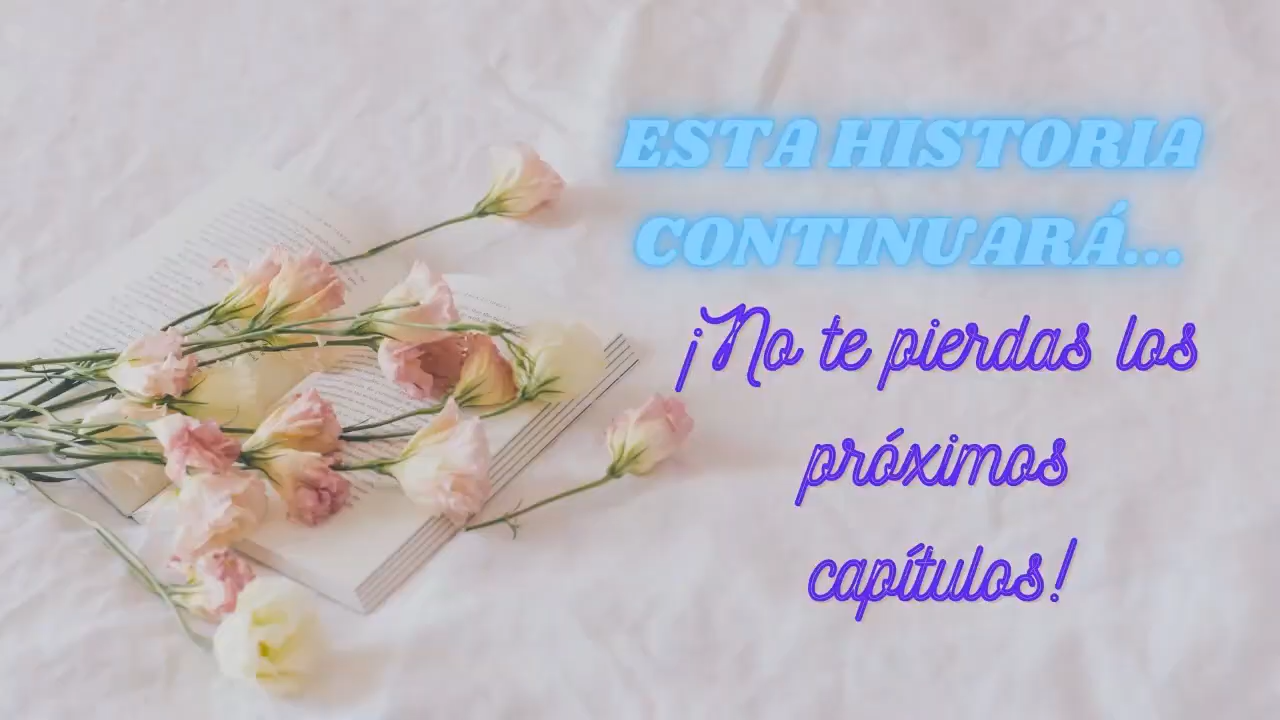 ESTA HISTORIA
CONTINUARÁ...
¡No te pierdas los
próximos
capítulos!